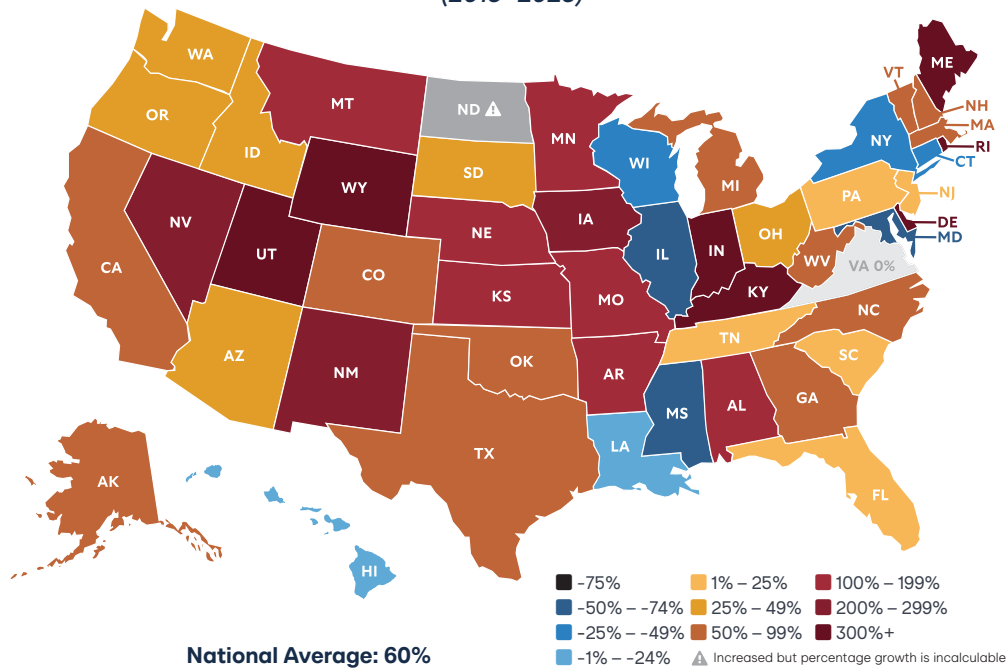 WA
OR
ID
MT
ND
MN
SD
WI
MI
VT
ME
NH
MA
NY
RI
CT
PA
NJ
DE
MD
WY
NV
UT
CO
NE
IA
IL
IN
OH
WV
VA 0%
KY
CA
KS
MO
NC
TN
SC
AZ
NM
OK
AR
MS
AL
GA
TX
LA
FL
AK
HI
-75%
-50% – -74%
-25% – -49%
-1% – -24%
1% – 25%
25% – 49%
50% – 99%
100% – 199%
200% – 299%
300%+
Increased but percentage growth is incalculable
National Average: 60%